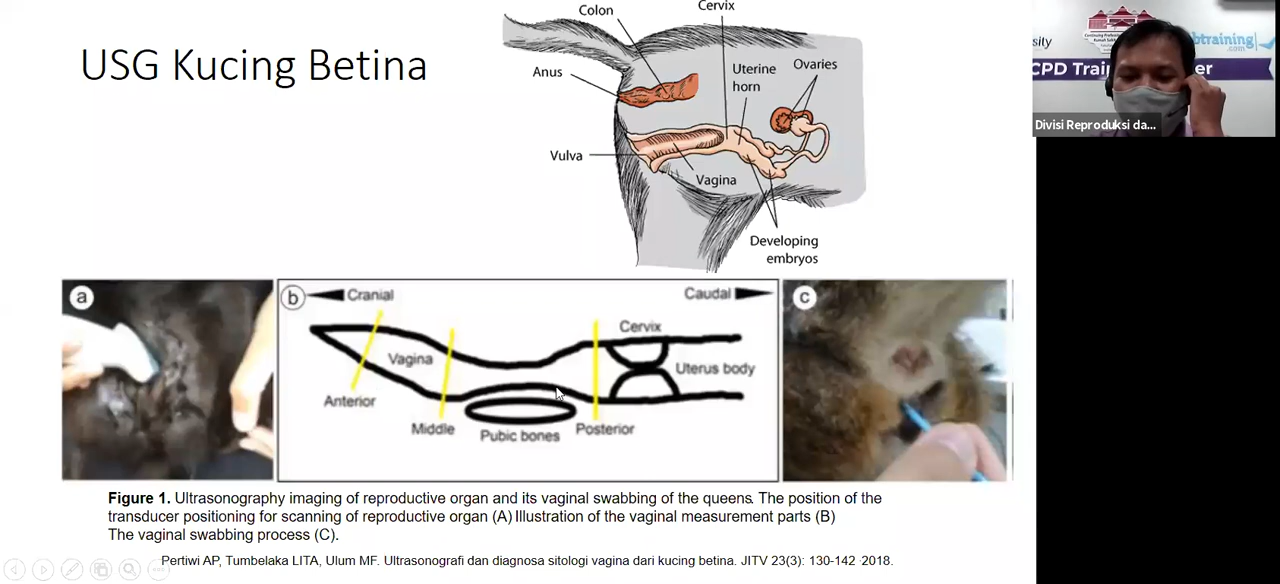 USG Kucing Betina
Colon
Cervix
Anus
Uterine
horn
Ovaries
Vulva
Vagina
Developing
embryos
a
b
Cranial
Caudal
c
Cervix
Vagina
Uterus body
Anterior
Middle
Pubic bones
Posterior
Figure 1. Ultrasonography imaging of reproductive organ and its vaginal swabbing of the queens. The position of the
transducer positioning for scanning of reproductive organ (A) Illustration of the vaginal measurement parts (B)
The vaginal swabbing process (C).
Pertiwi AP, Tumbelaka LITA, Ulum MF. Ultrasonografi dan diagnosa sitologi vagina dari kucing betina. JITV 23(3): 130-142 2018.
sity
btraining
.com
CPD Trai
er
Divisi Reproduksi da...